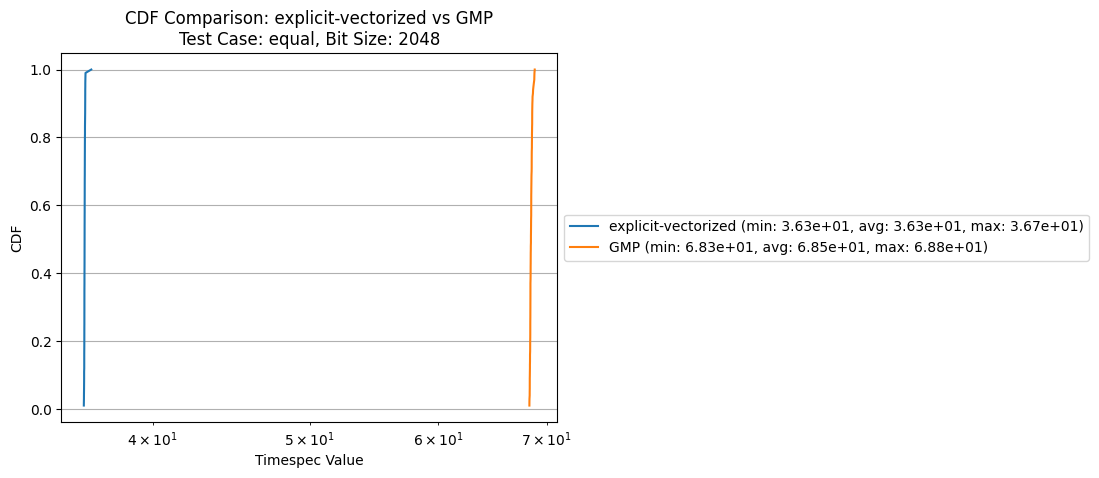 CDF Comparison: explicit-vectorized vs GMP
Test Case: equal, Bit Size: 2048
1.0
0.8
0.6
0.4
0.2
0.0
CDF
4 × 10¹
5 × 10¹
6 × 10¹
7 × 10¹
Timespec Value
explicit-vectorized (min: 3.63e+01, avg: 3.63e+01, max: 3.67e+01)
GMP (min: 6.83e+01, avg: 6.85e+01, max: 6.88e+01)